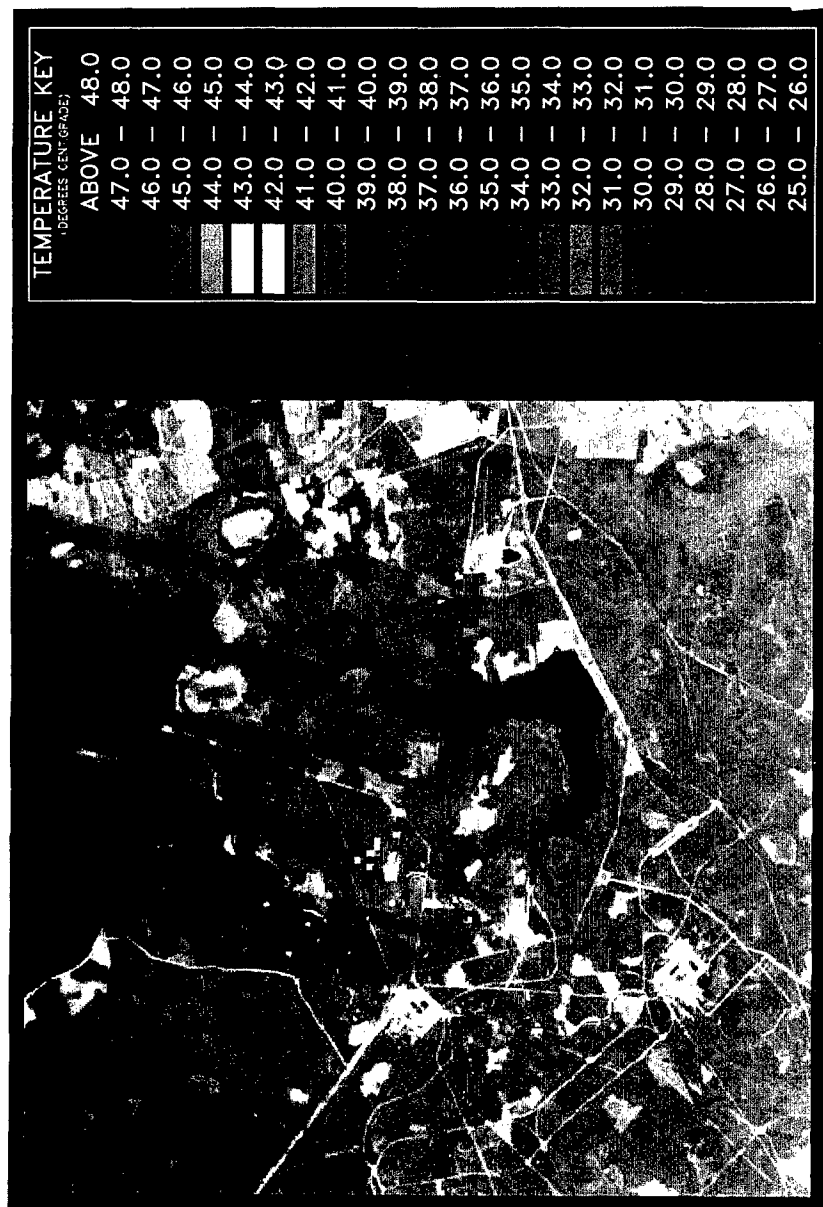 TEMPERATURE KEY
(DEGREES CENTIGRADE)
ABOVE 48.0
47.0 – 48.0
46.0 – 47.0
45.0 – 46.0
44.0 – 45.0
43.0 – 44.0
42.0 – 43.0
41.0 – 42.0
40.0 – 41.0
39.0 – 40.0
38.0 – 39.0
37.0 – 38.0
36.0 – 37.0
35.0 – 36.0
34.0 – 35.0
33.0 – 34.0
32.0 – 33.0
31.0 – 32.0
30.0 – 31.0
29.0 – 30.0
28.0 – 29.0
27.0 – 28.0
26.0 – 27.0
25.0 – 26.0